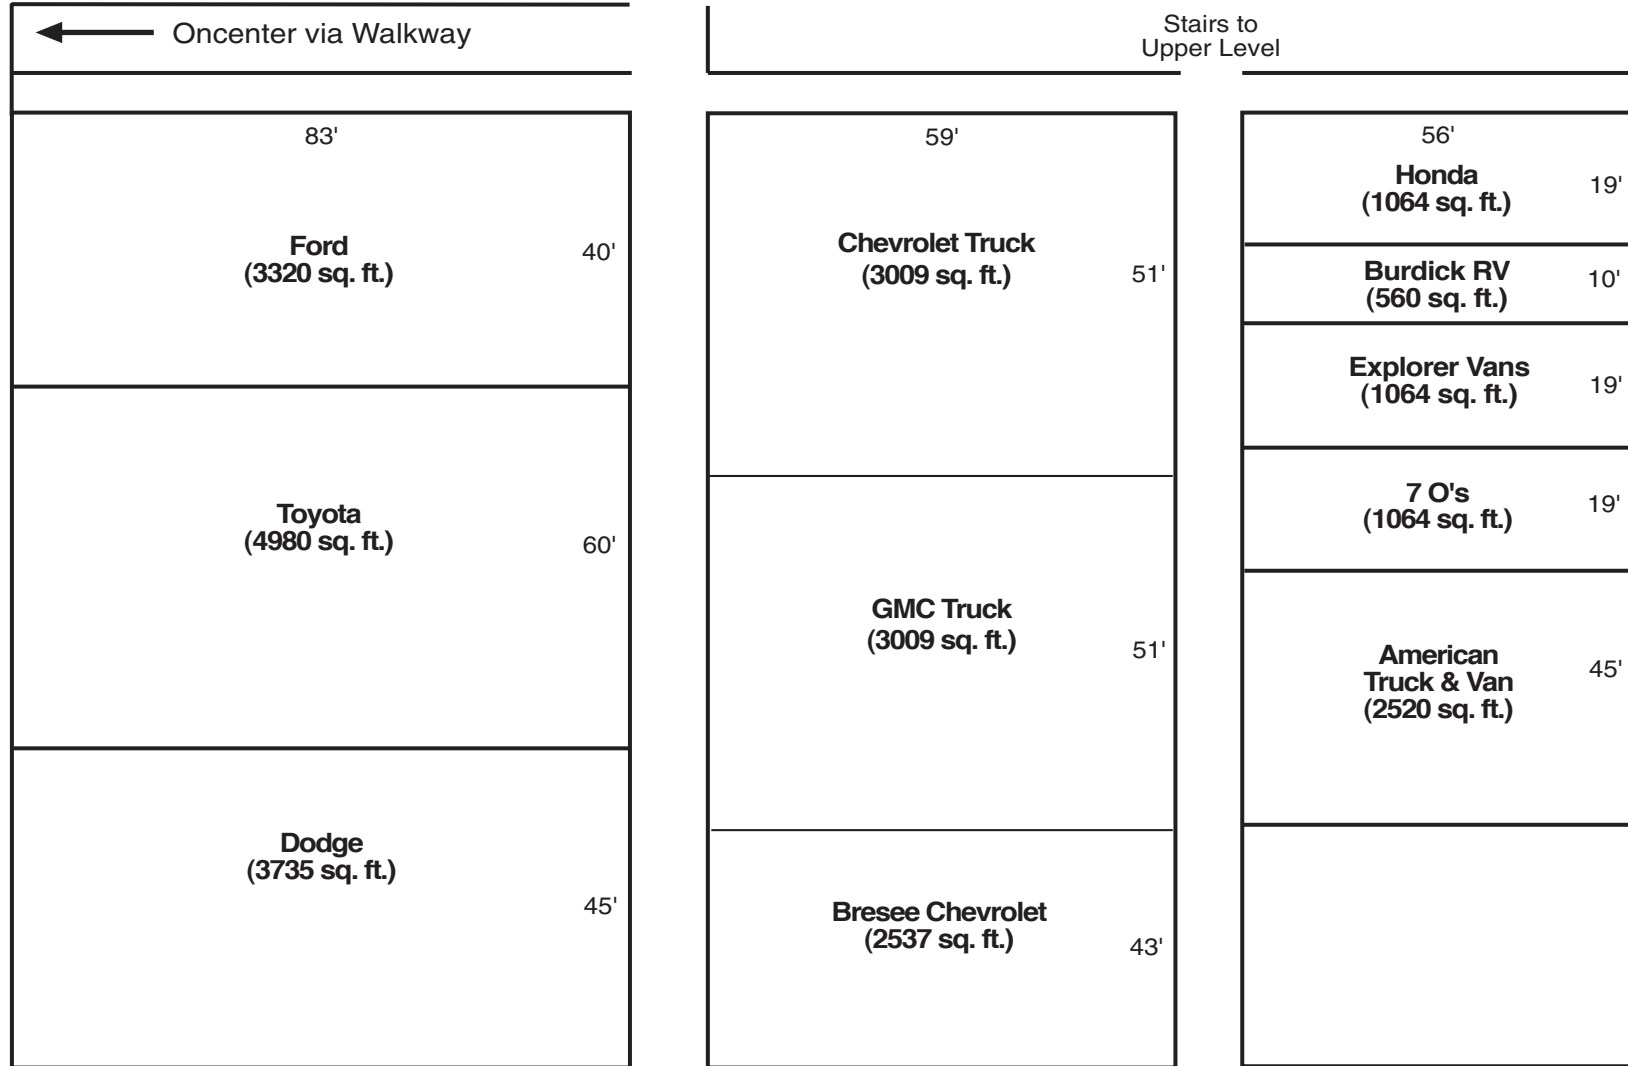 Oncenter via Walkway
Stairs to
Upper Level
83'
Ford
(3320 sq. ft.)
40'
Toyota
(4980 sq. ft.)
60'
Dodge
(3735 sq. ft.)
45'
59'
Chevrolet Truck
(3009 sq. ft.)
51'
GMC Truck
(3009 sq. ft.)
51'
Bresee Chevrolet
(2537 sq. ft.)
43'
56'
Honda
(1064 sq. ft.)
19'
Burdick RV
(560 sq. ft.)
10'
Explorer Vans
(1064 sq. ft.)
19'
7 O's
(1064 sq. ft.)
19'
American
Truck & Van
(2520 sq. ft.)
45'